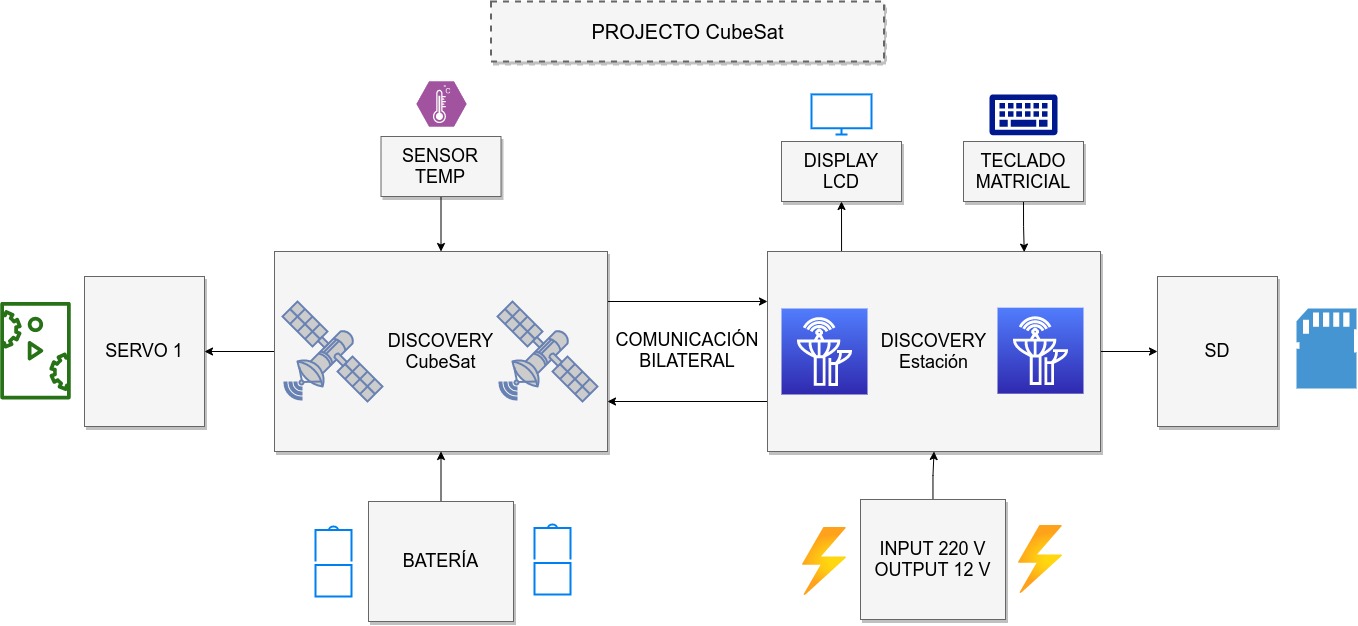 PROJECTO CubeSat
°C
SENSOR
TEMP
DISPLAY
LCD
TECLADO
MATRICIAL
SERVO 1
DISCOVERY
CubeSat
COMUNICACIÓN
BILATERAL
DISCOVERY
Estación
SD
BATERÍA
INPUT 220 V
OUTPUT 12 V